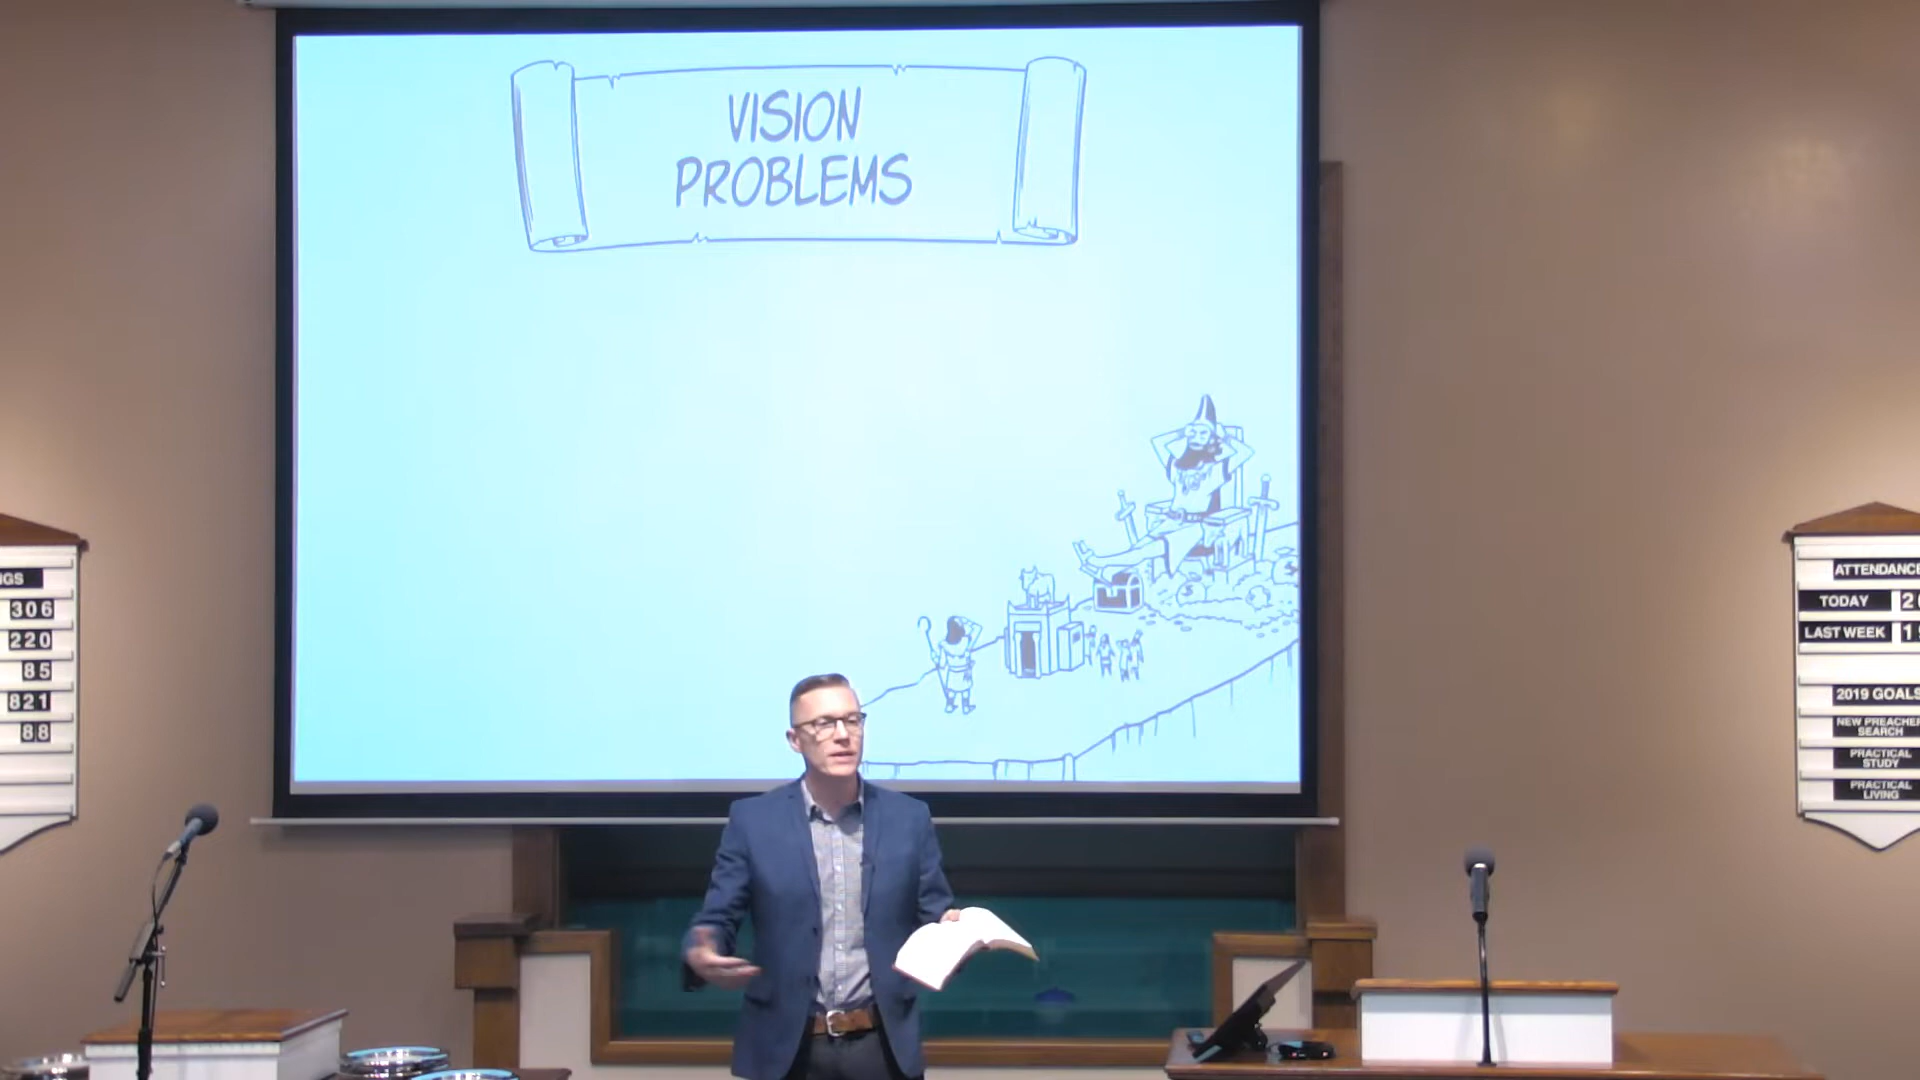 VISION
PROBLEMS
306
220
85
821
88
TODAY
LAST WEEK
NEW PREACHER
SEARCH
PRACTICAL
STUDY
PRACTICAL
LIVING
2019 GOALS
ATTENDANCE